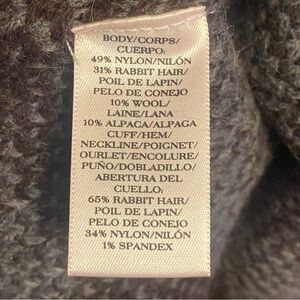 BODY/CORPS/
CUERPO:
49% NYLON/NILÓN
31% RABBIT HAIR/
POIL DE LAPIN/
PELO DE CONEJO
10% WOOL/
LAINE/LANA
10% ALPACA/ALPAGA
CUFF/HEM/
NECKLINE/POIGNET/
OURLET/ENCOLURE/
PUÑO/DOBLADILLO/
ABERTURA DEL
CUELLO:
65% RABBIT HAIR/
POIL DE LAPIN/
PELO DE CONEJO
34% NYLON/NILÓN
1% SPANDEX